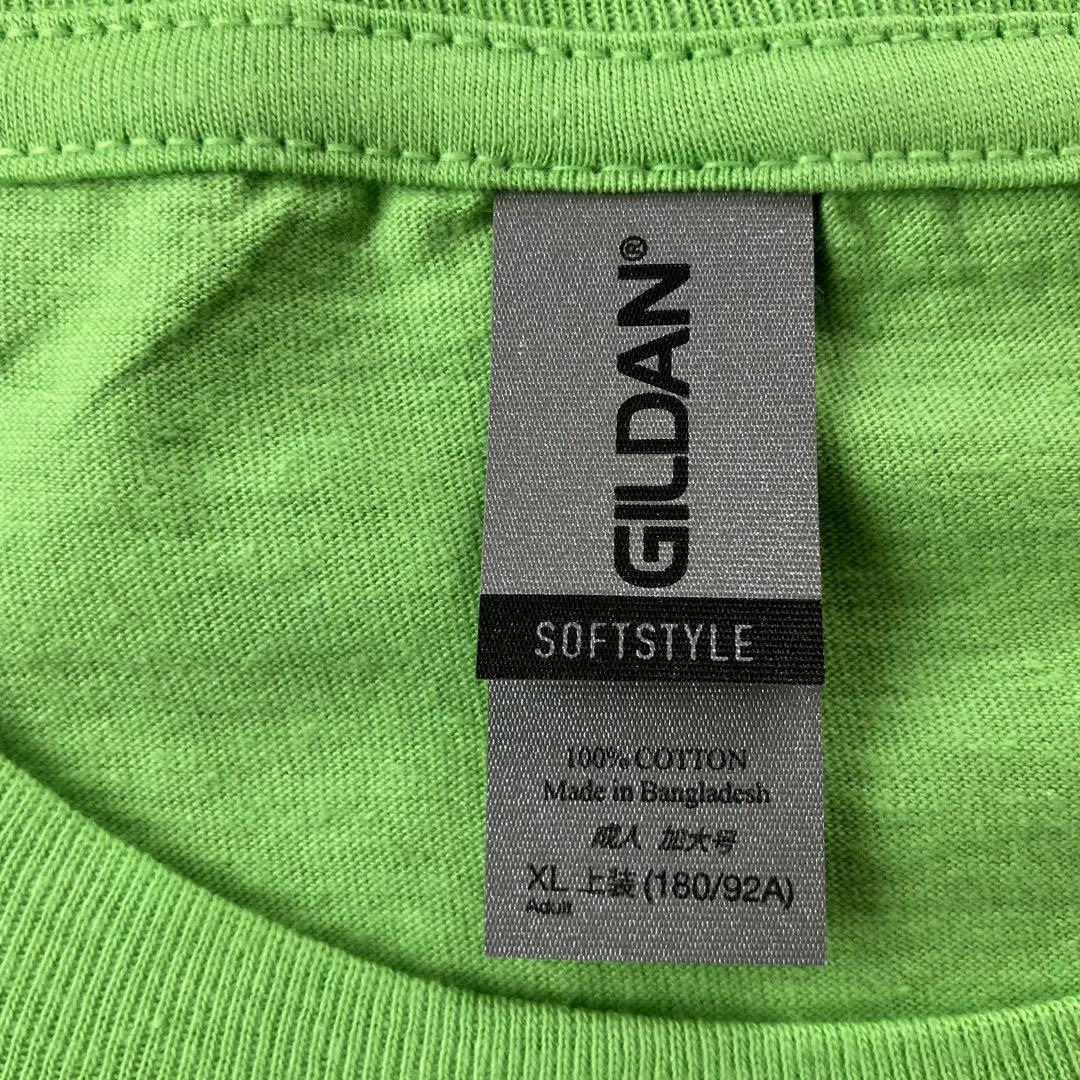 GILDAN®
SOFTSTYLE
100% COTTON
Made in Bangladesh
成人 加大号
XL 上装 (180/92A)
Adult